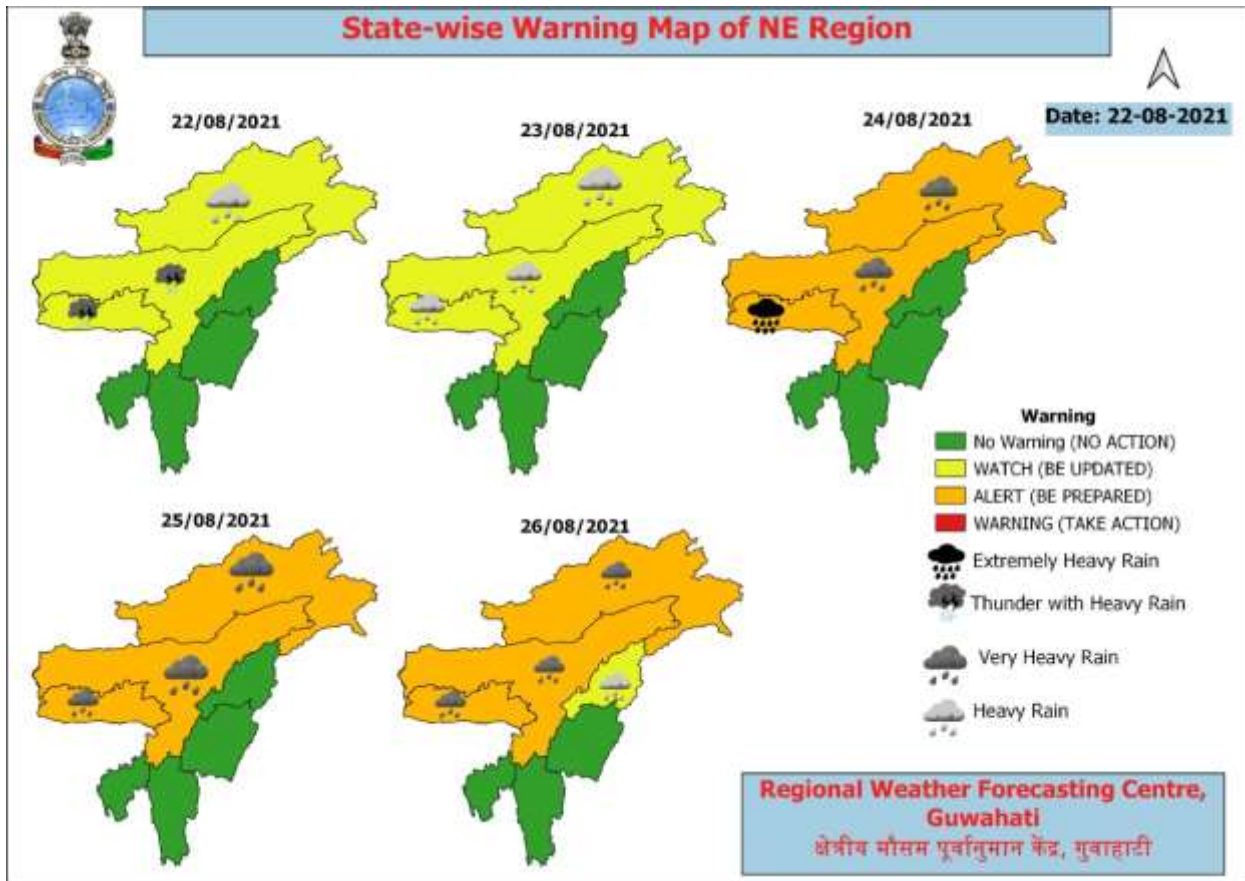 State-wise Warning Map of NE Region
Date: 22-08-2021
22/08/2021
23/08/2021
24/08/2021
25/08/2021
26/08/2021
Warning
No Warning (NO ACTION)
WATCH (BE UPDATED)
ALERT (BE PREPARED)
WARNING (TAKE ACTION)
Extremely Heavy Rain
Thunder with Heavy Rain
Very Heavy Rain
Heavy Rain
Regional Weather Forecasting Centre,
Guwahati
क्षेत्रीय मौसम पूर्वानुमान केंद्र, गुवाहाटी